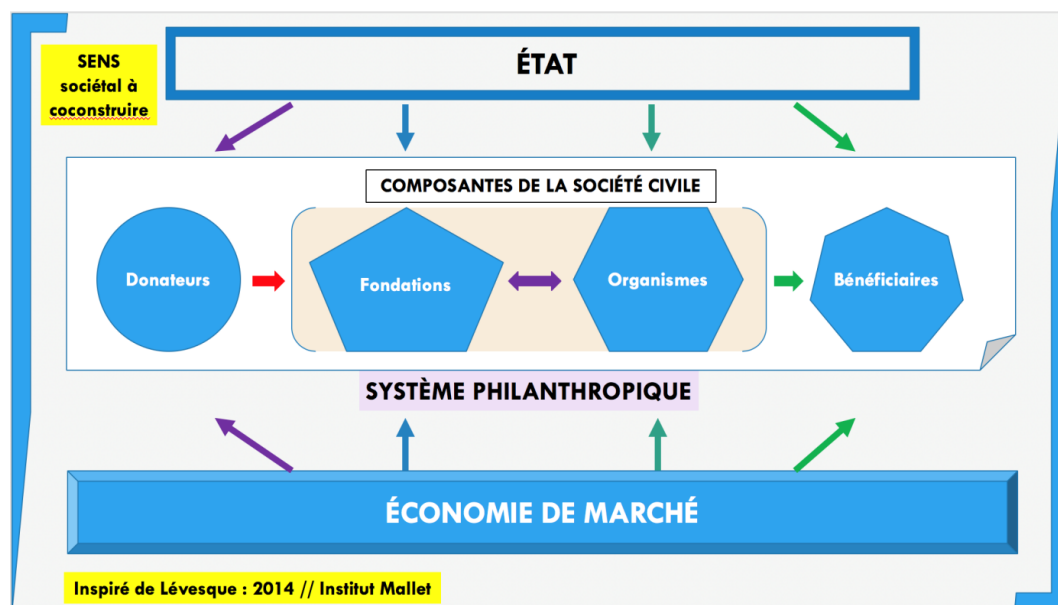 SENS
sociétal à
coconstruire
ÉTAT
COMPOSANTES DE LA SOCIÉTÉ CIVILE
Donateurs
Fondations
Organismes
Bénéficiaires
SYSTÈME PHILANTHROPIQUE
ÉCONOMIE DE MARCHÉ
Inspiré de Lévesque : 2014 // Institut Mallet